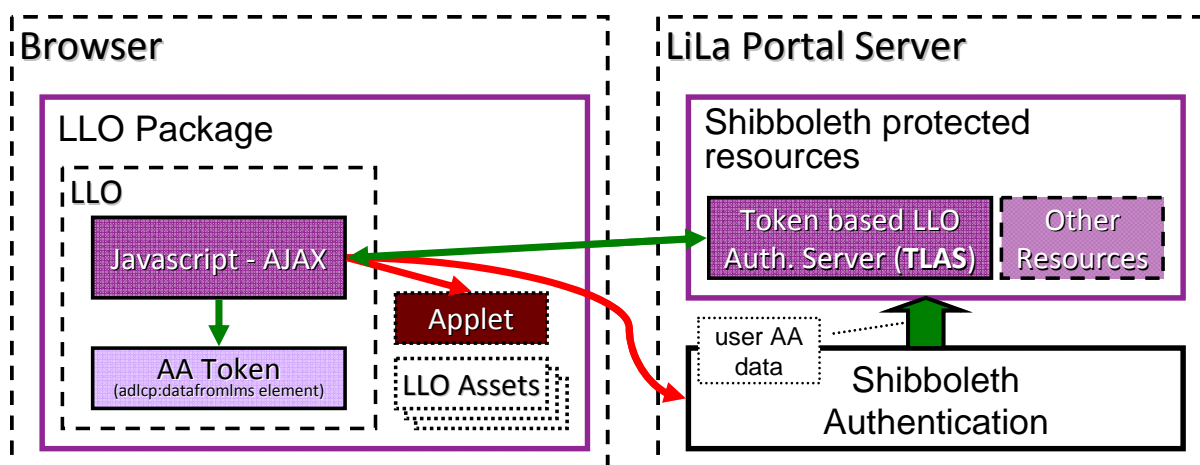 Browser
LLO Package
LLO
Javascript - AJAX
AA Token
(adlcp:datafromlms element)
Applet
LLO Assets
LiLa Portal Server
Shibboleth protected
resources
Token based LLO
Auth. Server (TLAS)
Other
Resources
user AA
data
Shibboleth
Authentication